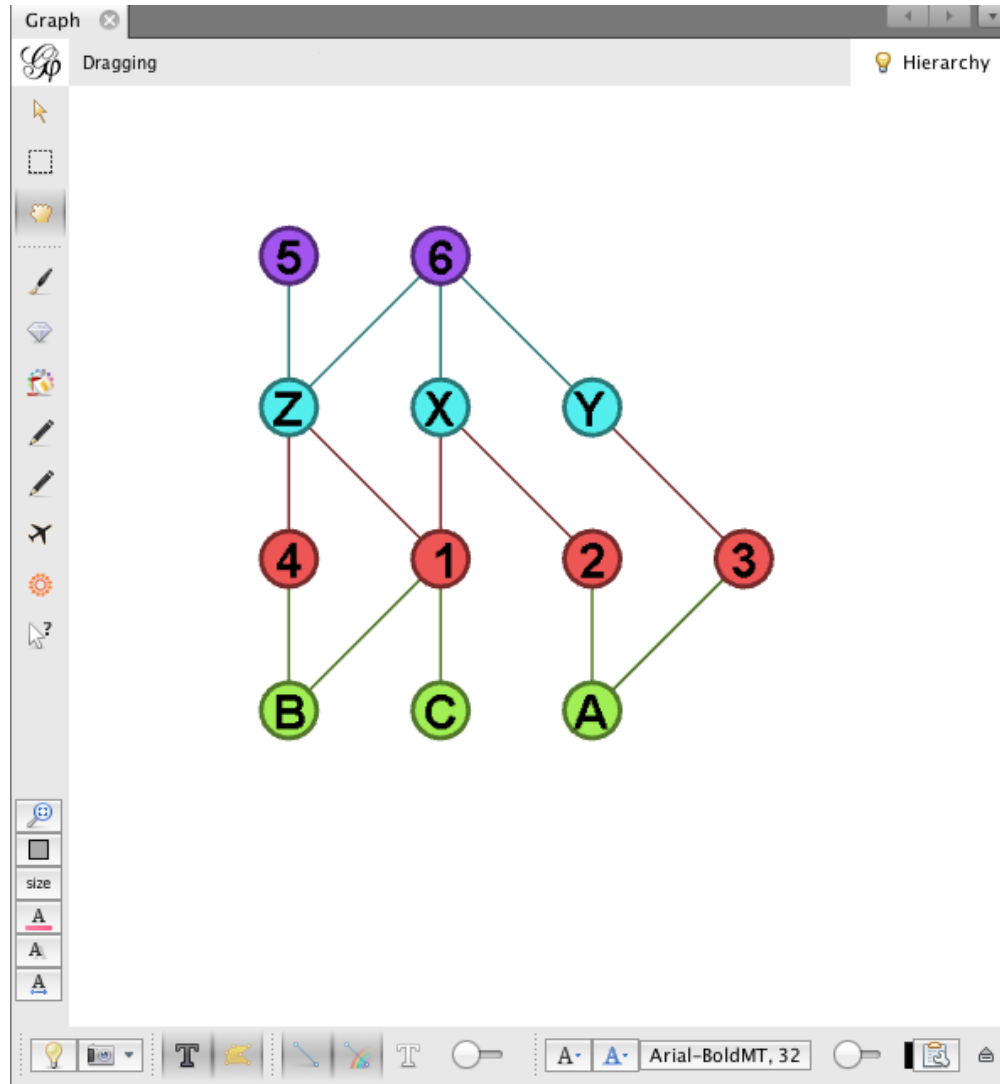 Graph
Dragging
Hierarchy
5 6
Z X Y
4 1 2 3
B C A
size
A
A
A
T T A- A- Arial-BoldMT, 32